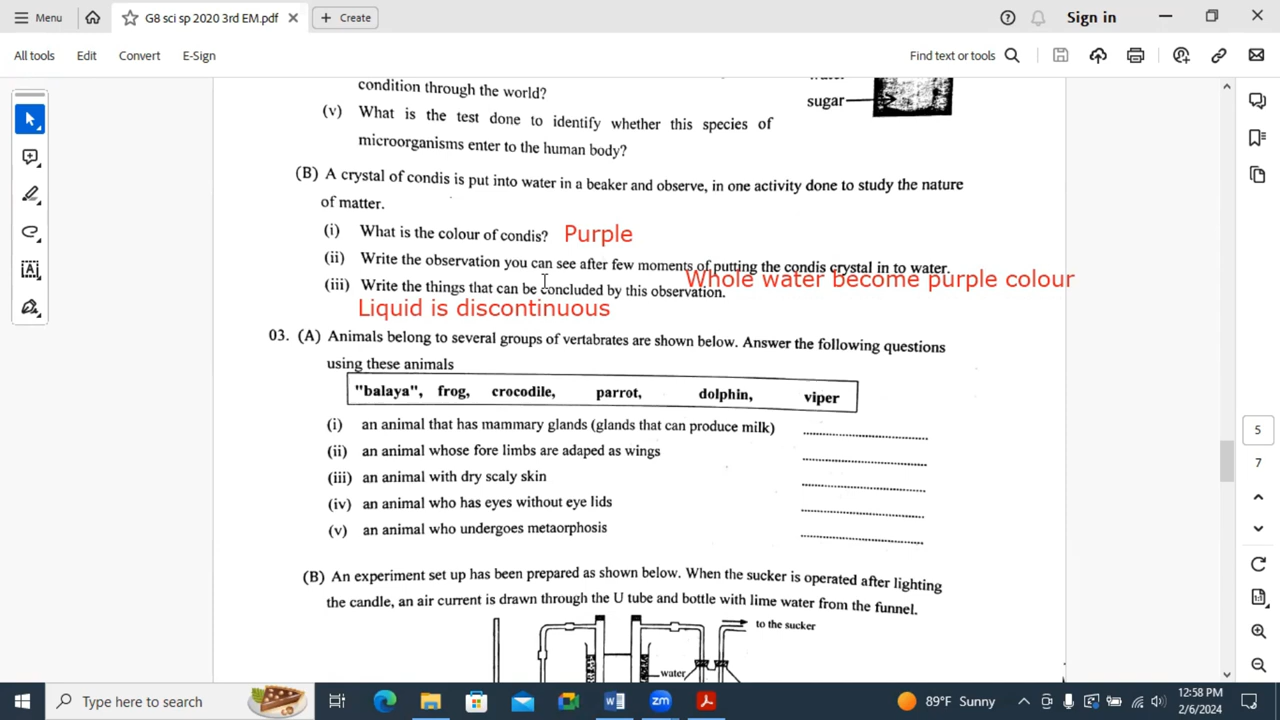 Menu
G8 sci sp 2020 3rd EM.pdf
Create
Sign in
All tools Edit Convert E-Sign
Find text or tools
condition through the world?
sugar
(v) What is the test done to identify whether this species of
microorganisms enter to the human body?
(B) A crystal of condis is put into water in a beaker and observe, in one activity done to study the nature
of matter.
(i) What is the colour of condis? Purple
(ii) Write the observation you can see after few moments of putting the condis crystal in to water.
Whole water become purple colour
(iii) Write the things that can be concluded by this observation.
Liquid is discontinuous
03. (A) Animals belong to several groups of vertabrates are shown below. Answer the following questions
using these animals
"balaya", frog, crocodile, parrot, dolphin, viper
(i) an animal that has mammary glands (glands that can produce milk) ........................
(ii) an animal whose fore limbs are adaped as wings ........................
(iii) an animal with dry scaly skin ........................
(iv) an animal who has eyes without eye lids ........................
(v) an animal who undergoes metaorphosis ........................
(B) An experiment set up has been prepared as shown below. When the sucker is operated after lighting
the candle, an air current is drawn through the U tube and bottle with lime water from the funnel.
to the sucker
water
5
7
Type here to search
89°F Sunny
12:58 PM
2/6/2024